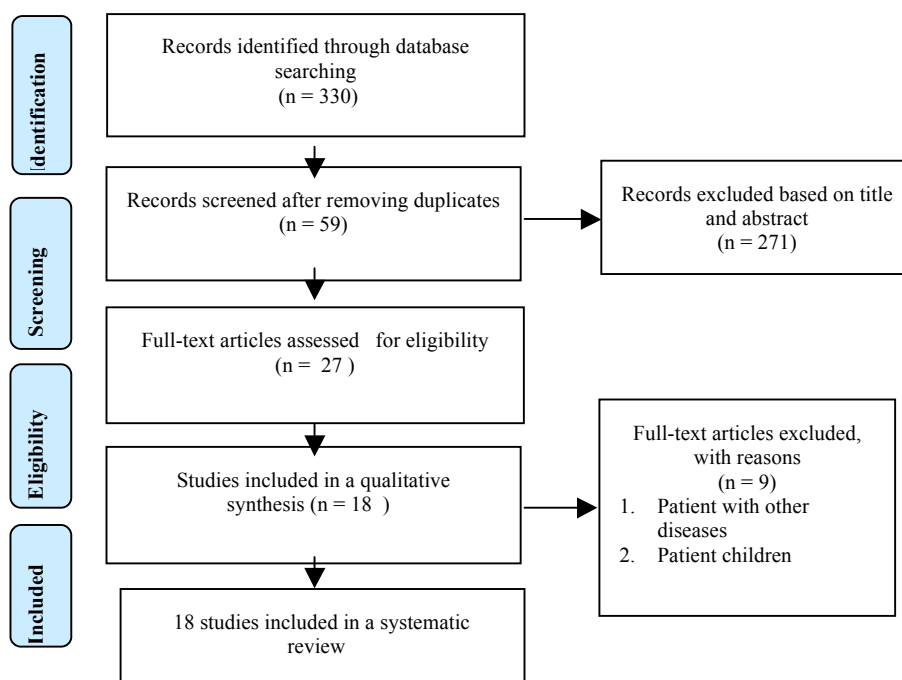 Identification
Records identified through database
searching
(n = 330)
Records screened after removing duplicates
(n = 59)
Records excluded based on title
and abstract
(n = 271)
Screening
Full-text articles assessed for eligibility
(n = 27 )
Eligibility
Studies included in a qualitative
synthesis (n = 18 )
Full-text articles excluded,
with reasons
(n = 9)
1. Patient with other
diseases
2. Patient children
Included
18 studies included in a systematic
review